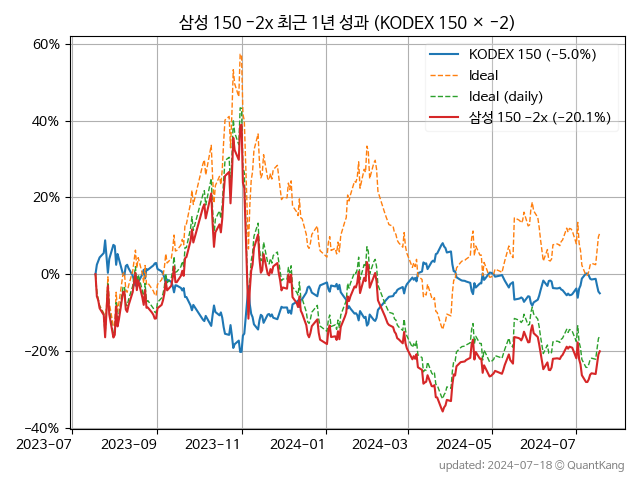 삼성 150 −2x 최근 1년 성과 (KODEX 150 × −2)
60%
40%
20%
0%
−20%
−40%
KODEX 150 (−5.0%)
Ideal
Ideal (daily)
삼성 150 −2x (−20.1%)
2023-07 2023-09 2023-11 2024-01 2024-03 2024-05 2024-07
updated: 2024-07-18 © QuantKang